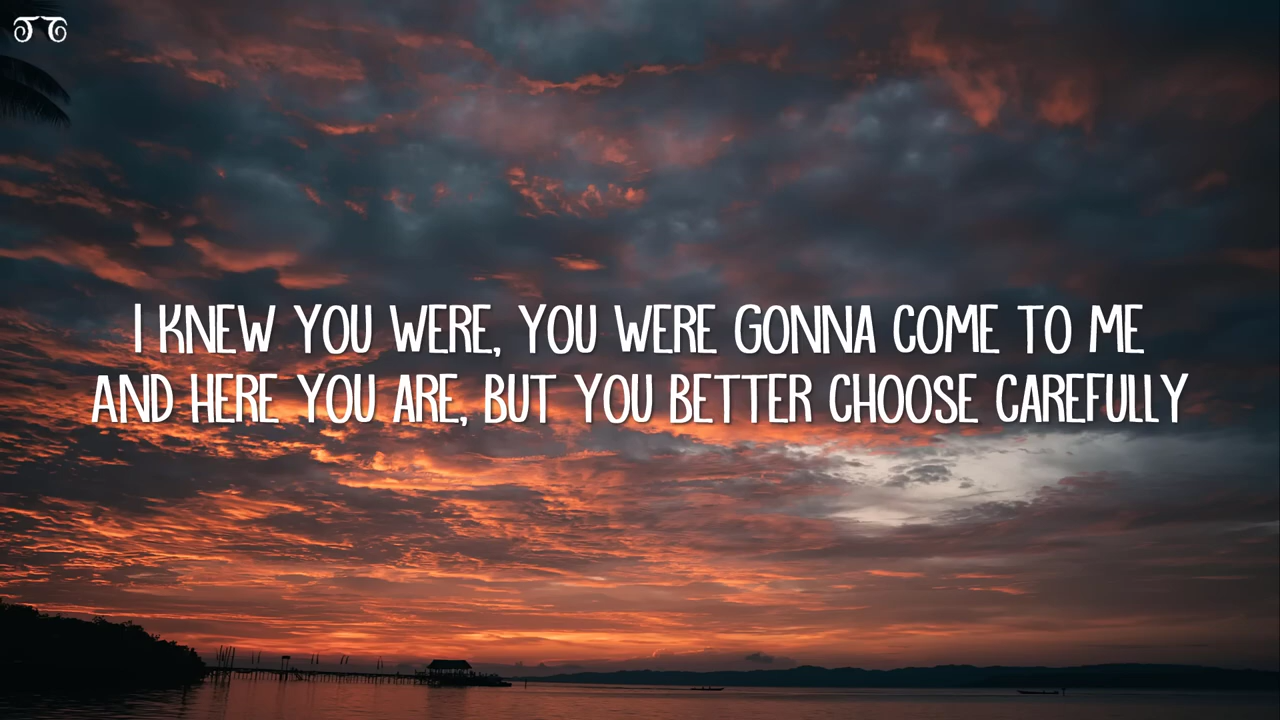 I KNEW YOU WERE, YOU WERE GONNA COME TO ME
AND HERE YOU ARE, BUT YOU BETTER CHOOSE CAREFULLY